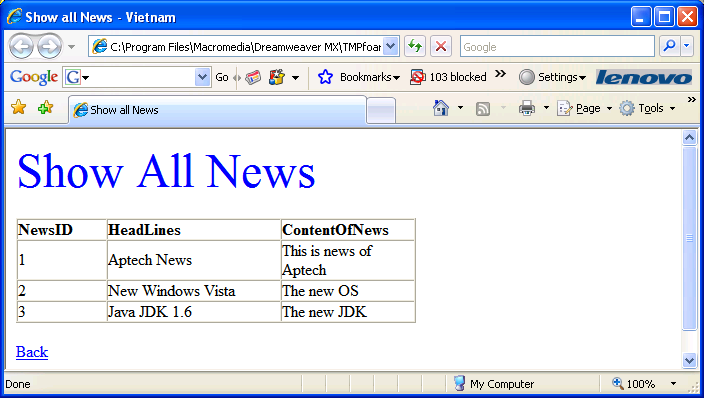 Show all News - Vietnam
C:\Program Files\Macromedia\Dreamweaver MX\TMPfoar
Google
Google G Go Bookmarks 103 blocked » Settings lenovo
Show all News Page Tools »
Show All News
NewsID HeadLines ContentOfNews
1 Aptech News This is news of
Aptech
2 New Windows Vista The new OS
3 Java JDK 1.6 The new JDK
Back
Done My Computer 100%